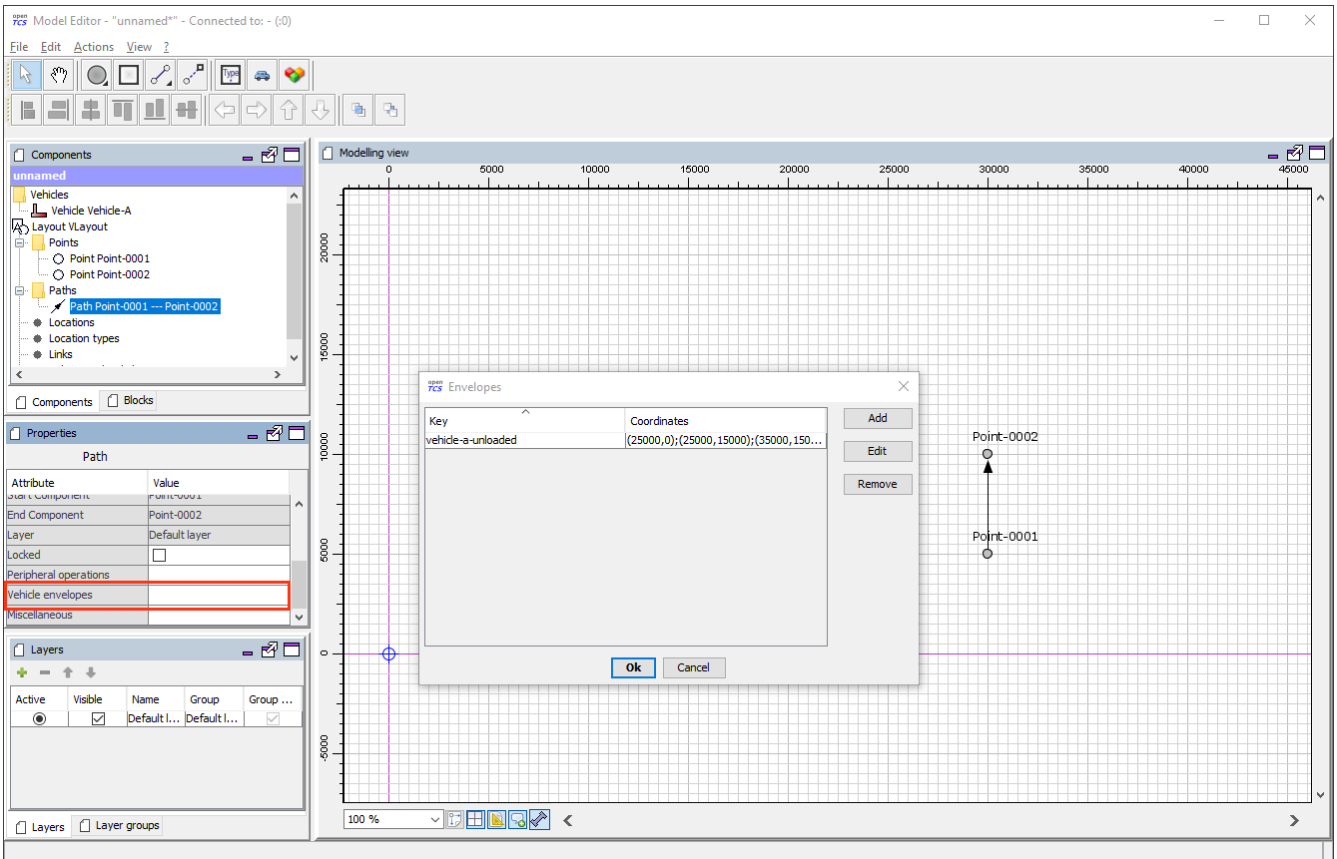 open TCS Model Editor - "unnamed*" - Connected to: - (:0)
File Edit Actions View ?
Type
Components
unnamed
Vehicles
Vehicle Vehicle-A
Layout VLayout
Points
Point Point-0001
Point Point-0002
Paths
Path Point-0001 --- Point-0002
Locations
Location types
Links
Components Blocks
Properties
Path
Attribute Value
Start Component Point-0001
End Component Point-0002
Layer Default layer
Locked
Peripheral operations
Vehicle envelopes
Miscellaneous
Layers
Active Visible Name Group Group ...
Default l... Default l...
Layers Layer groups
Modelling view
0 5000 10000 15000 20000 25000 30000 35000 40000 45000
20000
15000
10000
5000
0
-5000
open TCS Envelopes
Key Coordinates
vehicle-a-unloaded (25000,0);(25000,15000);(35000,150...
Add
Edit
Remove
Ok Cancel
Point-0002
Point-0001
100 %